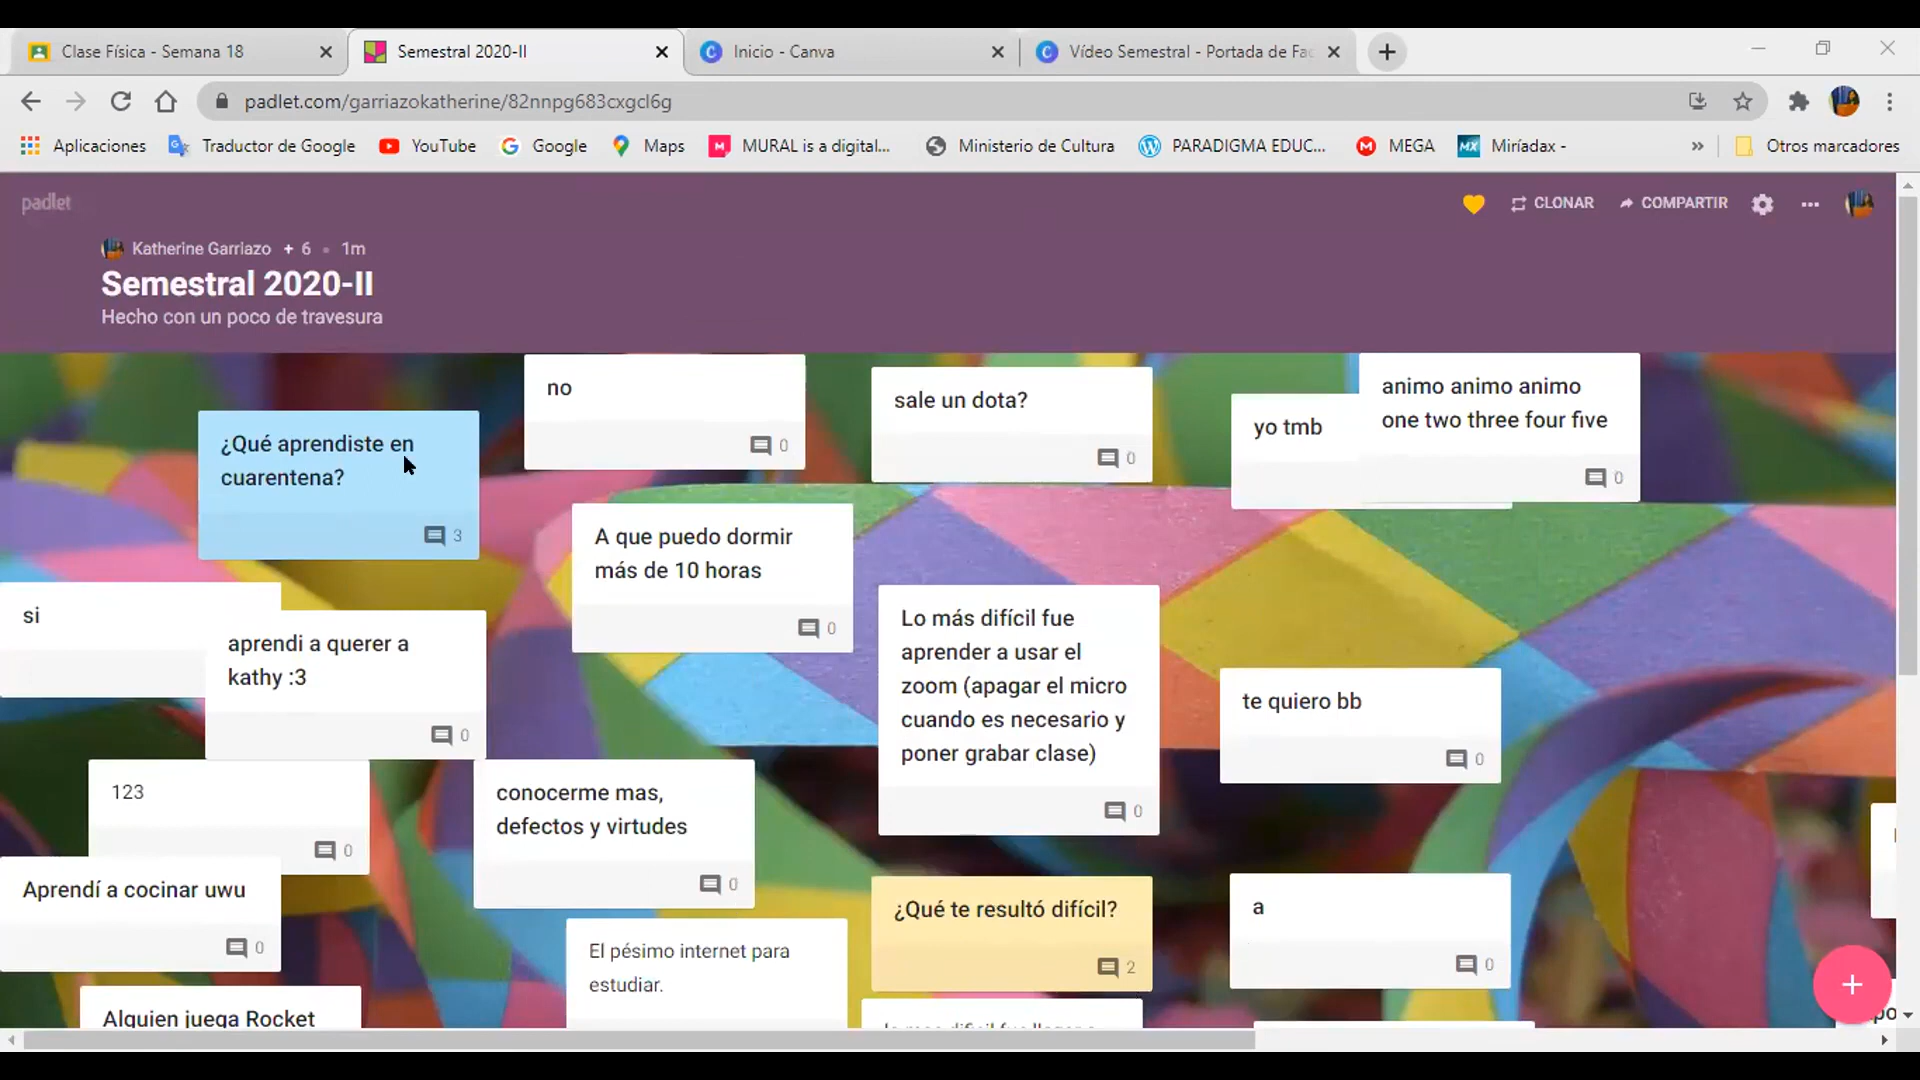 Clase Física - Semana 18
Semestral 2020-II
Inicio - Canva
Vídeo Semestral - Portada de Fac
padlet.com/garriazokatherine/82nnpg683cxgcl6g
Aplicaciones
Traductor de Google
YouTube
Google
Maps
MURAL is a digital...
Ministerio de Cultura
PARADIGMA EDUC...
MEGA
Miríadax -
»
Otros marcadores
padlet
CLONAR
COMPARTIR
Katherine Garriazo + 6 • 1m
Semestral 2020-II
Hecho con un poco de travesura
no
0
sale un dota?
0
yo tmb
animo animo animo
one two three four five
0
¿Qué aprendiste en
cuarentena?
3
A que puedo dormir
más de 10 horas
0
si
aprendi a querer a
kathy :3
0
Lo más difícil fue
aprender a usar el
zoom (apagar el micro
cuando es necesario y
poner grabar clase)
0
te quiero bb
0
123
0
conocerme mas,
defectos y virtudes
0
Aprendí a cocinar uwu
0
¿Qué te resultó difícil?
2
a
0
El pésimo internet para
estudiar.
Alguien juega Rocket